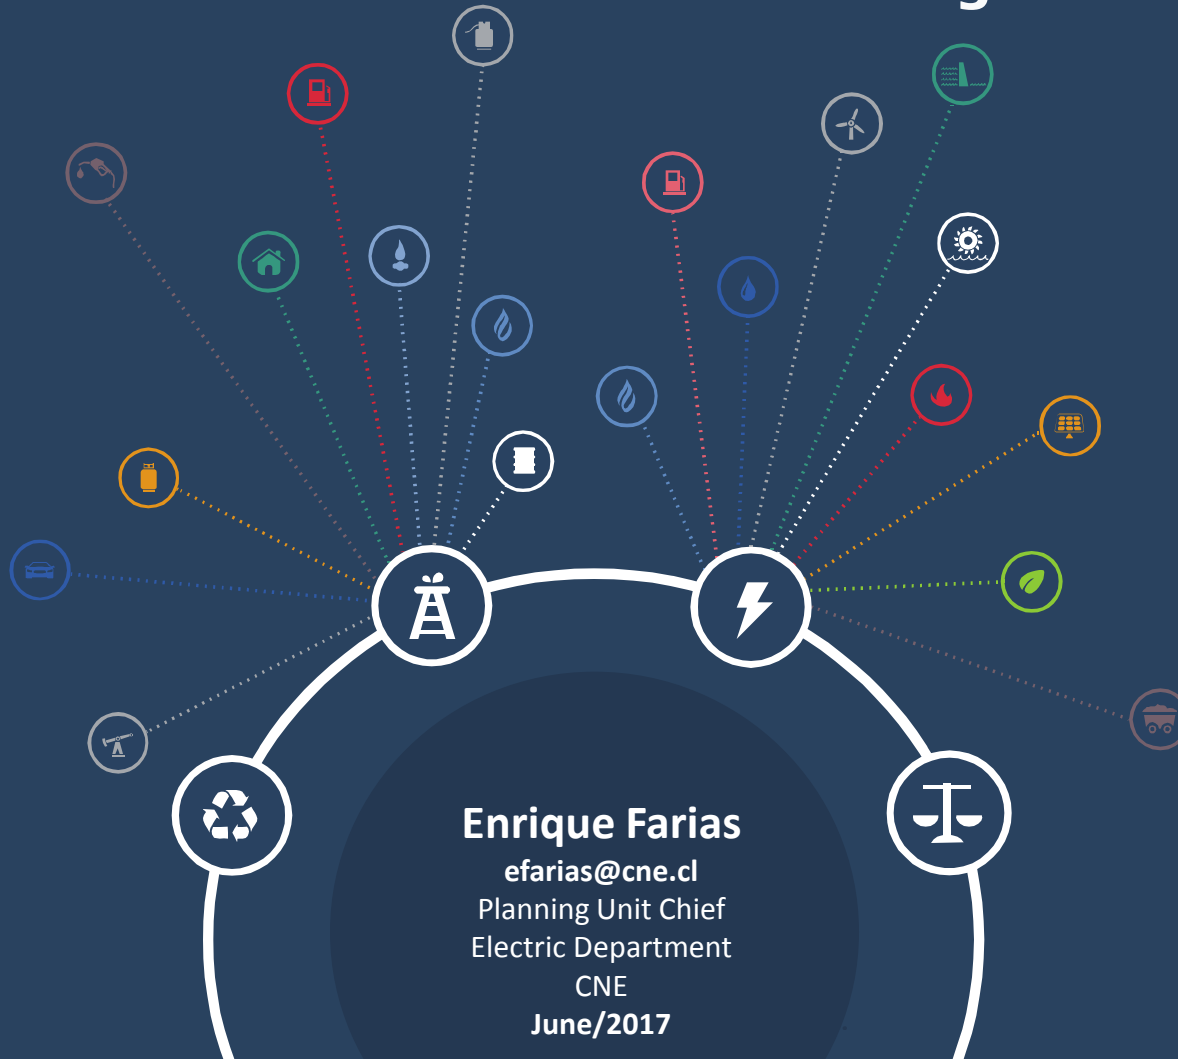 Enrique Farias
efarias@cne.cl
Planning Unit Chief
Electric Department
CNE
June/2017